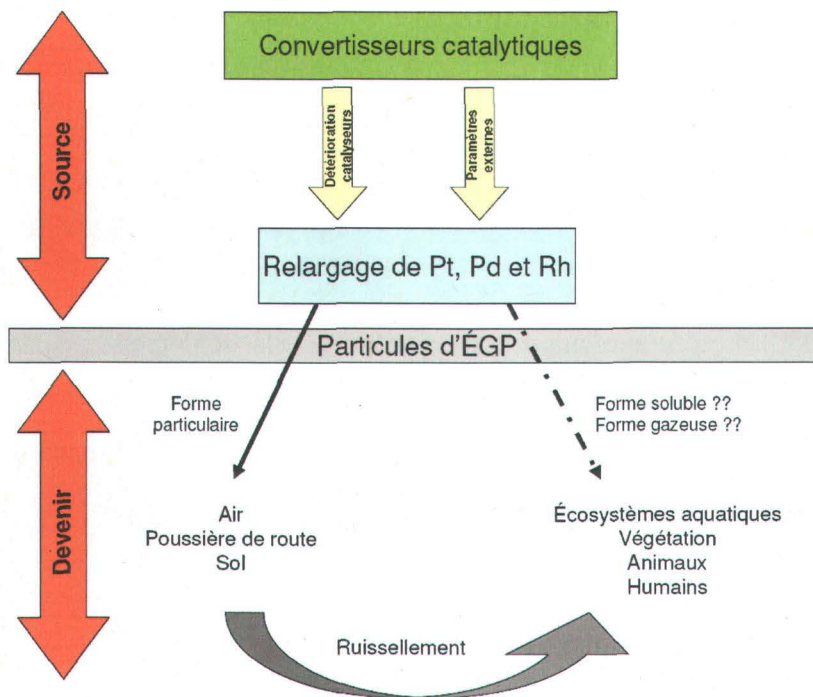 Convertisseurs catalytiques
Source
Détérioration
catalyseurs
Paramètres
externes
Relargage de Pt, Pd et Rh
Particules d'ÉGP
Devenir
Forme
particulaire
Forme soluble ??
Forme gazeuse ??
Air
Poussière de route
Sol
Écosystèmes aquatiques
Végétation
Animaux
Humains
Ruissellement